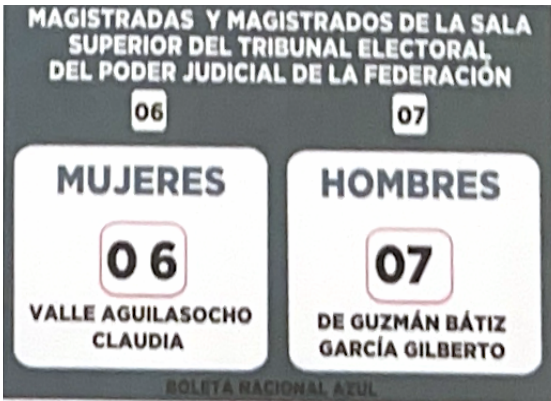 MAGISTRADAS Y MAGISTRADOS DE LA SALA
SUPERIOR DEL TRIBUNAL ELECTORAL
DEL PODER JUDICIAL DE LA FEDERACIÓN
06 07
MUJERES
06
VALLE AGUILASOCHO
CLAUDIA
HOMBRES
07
DE GUZMÁN BÁTIZ
GARCÍA GILBERTO
BOLETA NACIONAL AZUL